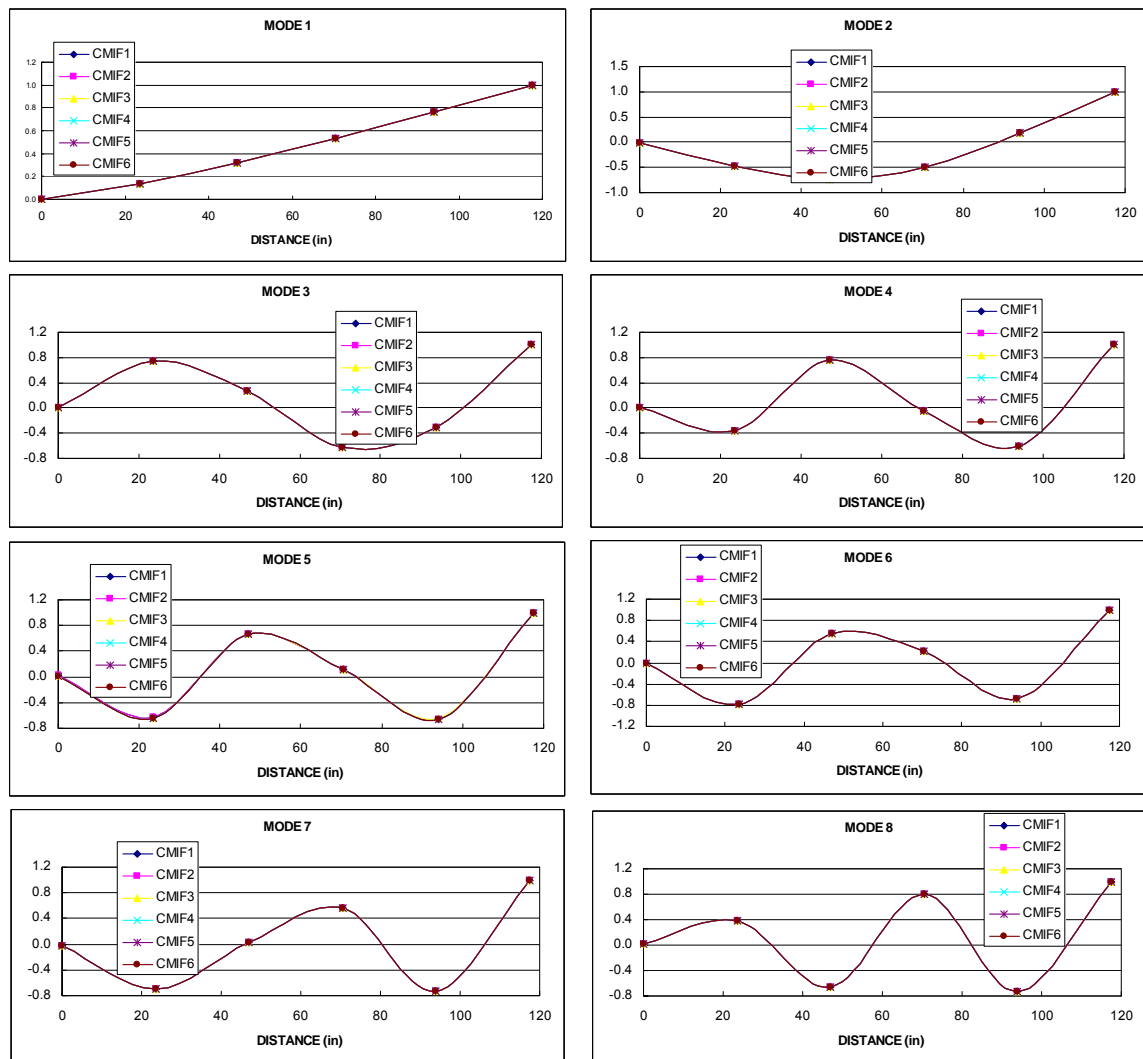 MODE 1
CMIF1
CMIF2
CMIF3
CMIF4
CMIF5
CMIF6
1.2
1.0
0.8
0.6
0.4
0.2
0.0
0 20 40 60 80 100 120
DISTANCE (in)
MODE 2
CMIF1
CMIF2
CMIF3
CMIF4
CMIF5
CMIF6
1.5
1.0
0.5
0.0
-0.5
-1.0
0 20 40 60 80 100 120
DISTANCE (in)
MODE 3
CMIF1
CMIF2
CMIF3
CMIF4
CMIF5
CMIF6
1.2
0.8
0.4
0.0
-0.4
-0.8
0 20 40 60 80 100 120
DISTANCE (in)
MODE 4
CMIF1
CMIF2
CMIF3
CMIF4
CMIF5
CMIF6
1.2
0.8
0.4
0.0
-0.4
-0.8
0 20 40 60 80 100 120
DISTANCE (in)
MODE 5
CMIF1
CMIF2
CMIF3
CMIF4
CMIF5
CMIF6
1.2
0.8
0.4
0.0
-0.4
-0.8
0 20 40 60 80 100 120
DISTANCE (in)
MODE 6
CMIF1
CMIF2
CMIF3
CMIF4
CMIF5
CMIF6
1.2
0.8
0.4
0.0
-0.4
-0.8
-1.2
0 20 40 60 80 100 120
DISTANCE (in)
MODE 7
CMIF1
CMIF2
CMIF3
CMIF4
CMIF5
CMIF6
1.2
0.8
0.4
0.0
-0.4
-0.8
0 20 40 60 80 100 120
DISTANCE (in)
MODE 8
CMIF1
CMIF2
CMIF3
CMIF4
CMIF5
CMIF6
1.2
0.8
0.4
0.0
-0.4
-0.8
0 20 40 60 80 100 120
DISTANCE (in)